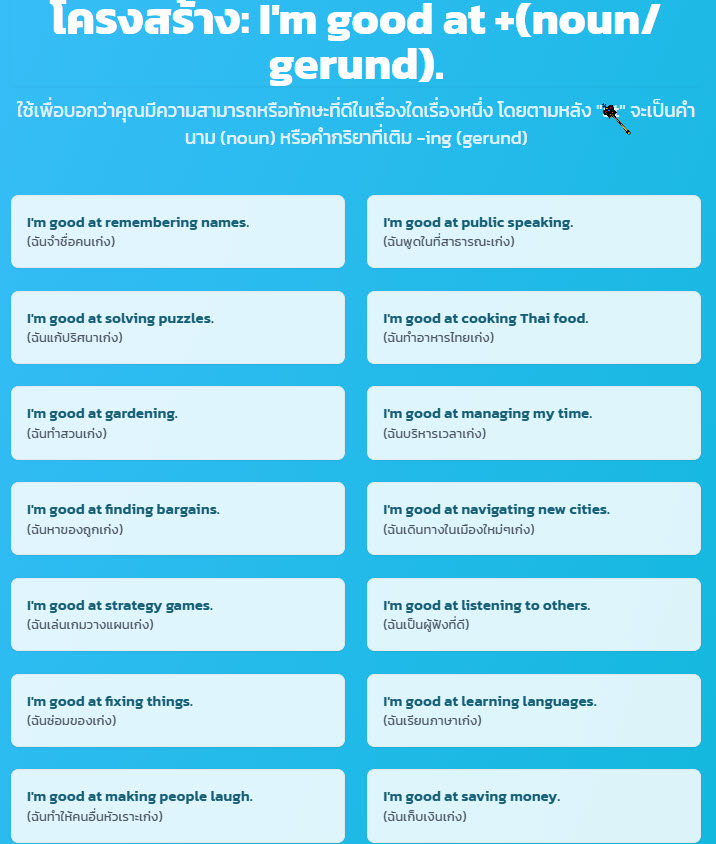 โครงสร้าง: I'm good at +(noun/
gerund).
ใช้เพื่อบอกว่าคุณมีความสามารถหรือทักษะที่ดีในเรื่องใดเรื่องหนึ่ง โดยตามหลัง " " จะเป็นคำ
นาม (noun) หรือคำกริยาที่เติม -ing (gerund)
I'm good at remembering names.
(ฉันจำชื่อคนเก่ง)
I'm good at public speaking.
(ฉันพูดในที่สาธารณะเก่ง)
I'm good at solving puzzles.
(ฉันแก้ปริศนาเก่ง)
I'm good at cooking Thai food.
(ฉันทำอาหารไทยเก่ง)
I'm good at gardening.
(ฉันทำสวนเก่ง)
I'm good at managing my time.
(ฉันบริหารเวลาเก่ง)
I'm good at finding bargains.
(ฉันหาของถูกเก่ง)
I'm good at navigating new cities.
(ฉันเดินทางในเมืองใหม่ๆเก่ง)
I'm good at strategy games.
(ฉันเล่นเกมวางแผนเก่ง)
I'm good at listening to others.
(ฉันเป็นผู้ฟังที่ดี)
I'm good at fixing things.
(ฉันซ่อมของเก่ง)
I'm good at learning languages.
(ฉันเรียนภาษาเก่ง)
I'm good at making people laugh.
(ฉันทำให้คนอื่นหัวเราะเก่ง)
I'm good at saving money.
(ฉันเก็บเงินเก่ง)